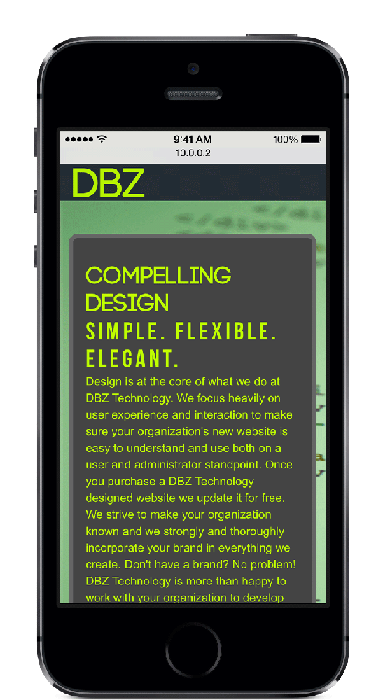 9:41 AM 100%
10.0.0.2
DBZ
COMPELLING
DESIGN
SIMPLE. FLEXIBLE.
ELEGANT.
Design is at the core of what we do at
DBZ Technology. We focus heavily on
user experience and interaction to make
sure your organization's new website is
easy to understand and use both on a
user and administrator standpoint. Once
you purchase a DBZ Technology
designed website we update it for free.
We strive to make your organization
known and we strongly and thoroughly
incorporate your brand in everything we
create. Don't have a brand? No problem!
DBZ Technology is more than happy to
work with your organization to develop